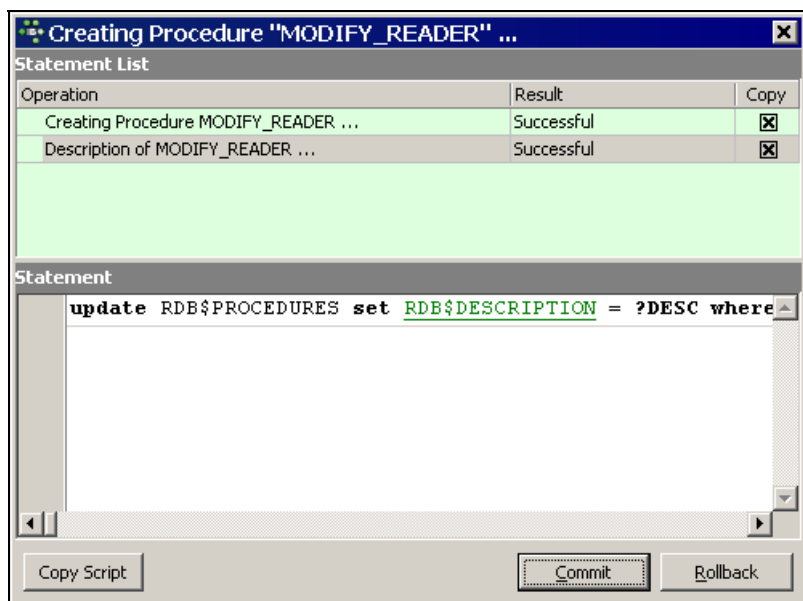 Creating Procedure "MODIFY_READER" ...
Statement List
Operation Result Copy
Creating Procedure MODIFY_READER ... Successful
Description of MODIFY_READER ... Successful
Statement
update RDB$PROCEDURES set RDB$DESCRIPTION = ?DESC where
Copy Script Commit Rollback